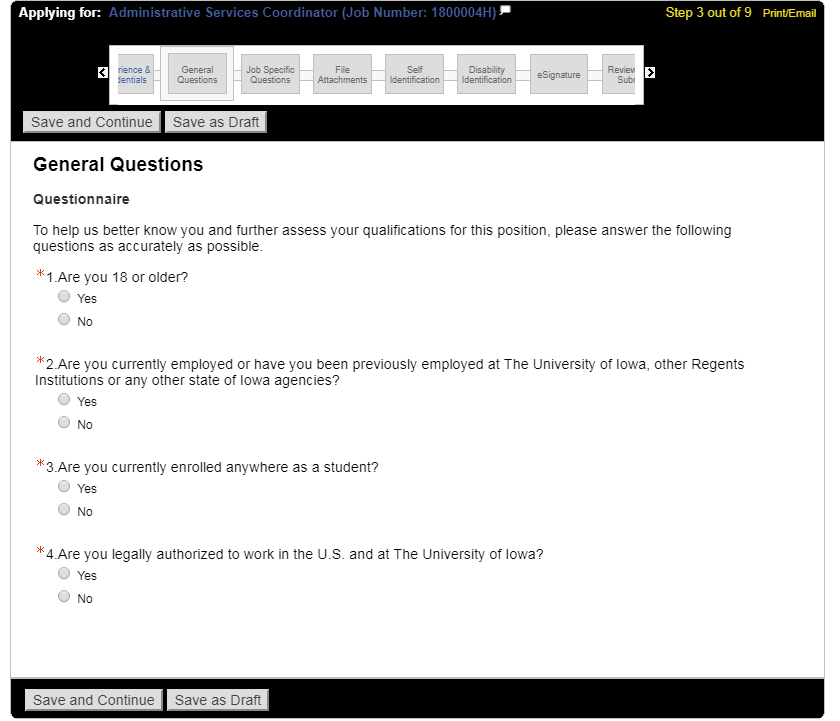 Applying for: Administrative Services Coordinator (Job Number: 1800004H) Step 3 out of 9 Print/Email
General Questions
Job Specific Questions
File Attachments
Self Identification
Disability Identification
eSignature
Save and Continue Save as Draft
General Questions
Questionnaire
To help us better know you and further assess your qualifications for this position, please answer the following
questions as accurately as possible.
*1.Are you 18 or older?
Yes
No
*2.Are you currently employed or have you been previously employed at The University of Iowa, other Regents
Institutions or any other state of Iowa agencies?
Yes
No
*3.Are you currently enrolled anywhere as a student?
Yes
No
*4.Are you legally authorized to work in the U.S. and at The University of Iowa?
Yes
No
Save and Continue Save as Draft